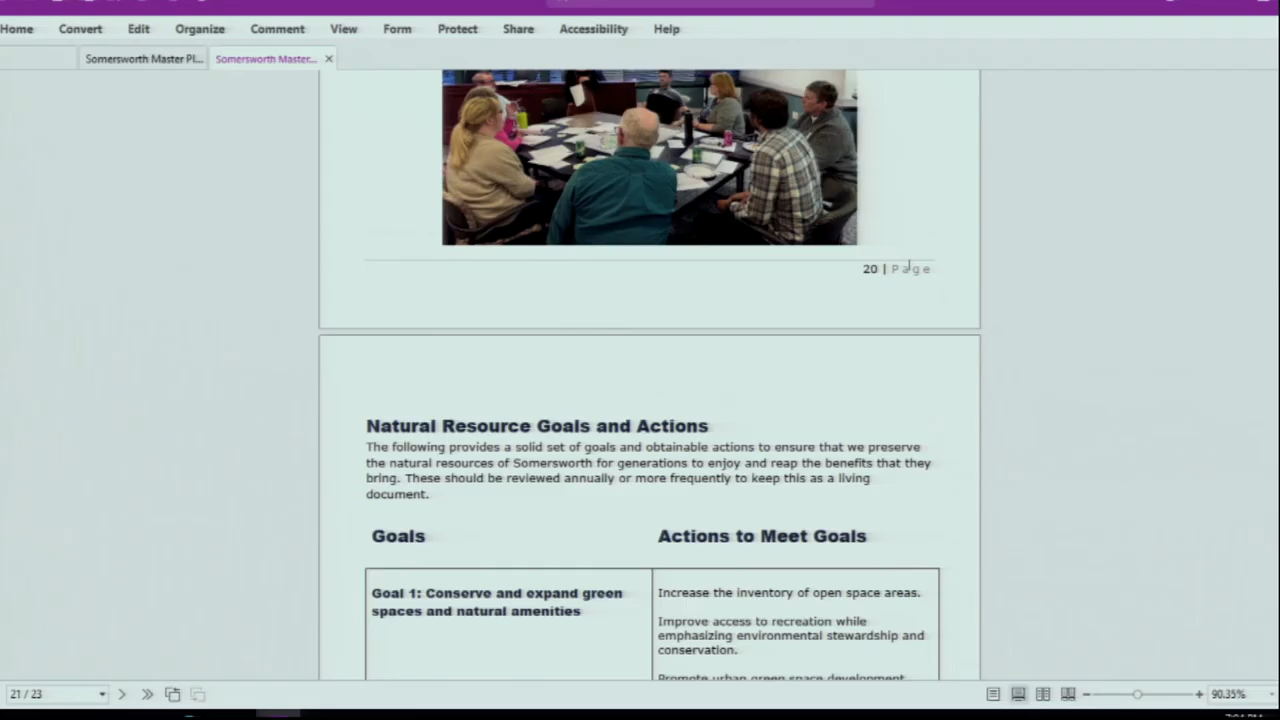 Home Convert Edit Organize Comment View Form Protect Share Accessibility Help
Somersworth Master Pl... Somersworth Master...
20 | Page
Natural Resource Goals and Actions
The following provides a solid set of goals and obtainable actions to ensure that we preserve
the natural resources of Somersworth for generations to enjoy and reap the benefits that they
bring. These should be reviewed annually or more frequently to keep this as a living
document.
Goals Actions to Meet Goals
Goal 1: Conserve and expand green
spaces and natural amenities
Increase the inventory of open space areas.
Improve access to recreation while
emphasizing environmental stewardship and
conservation.
Promote urban green space development
21 / 23
90.35%